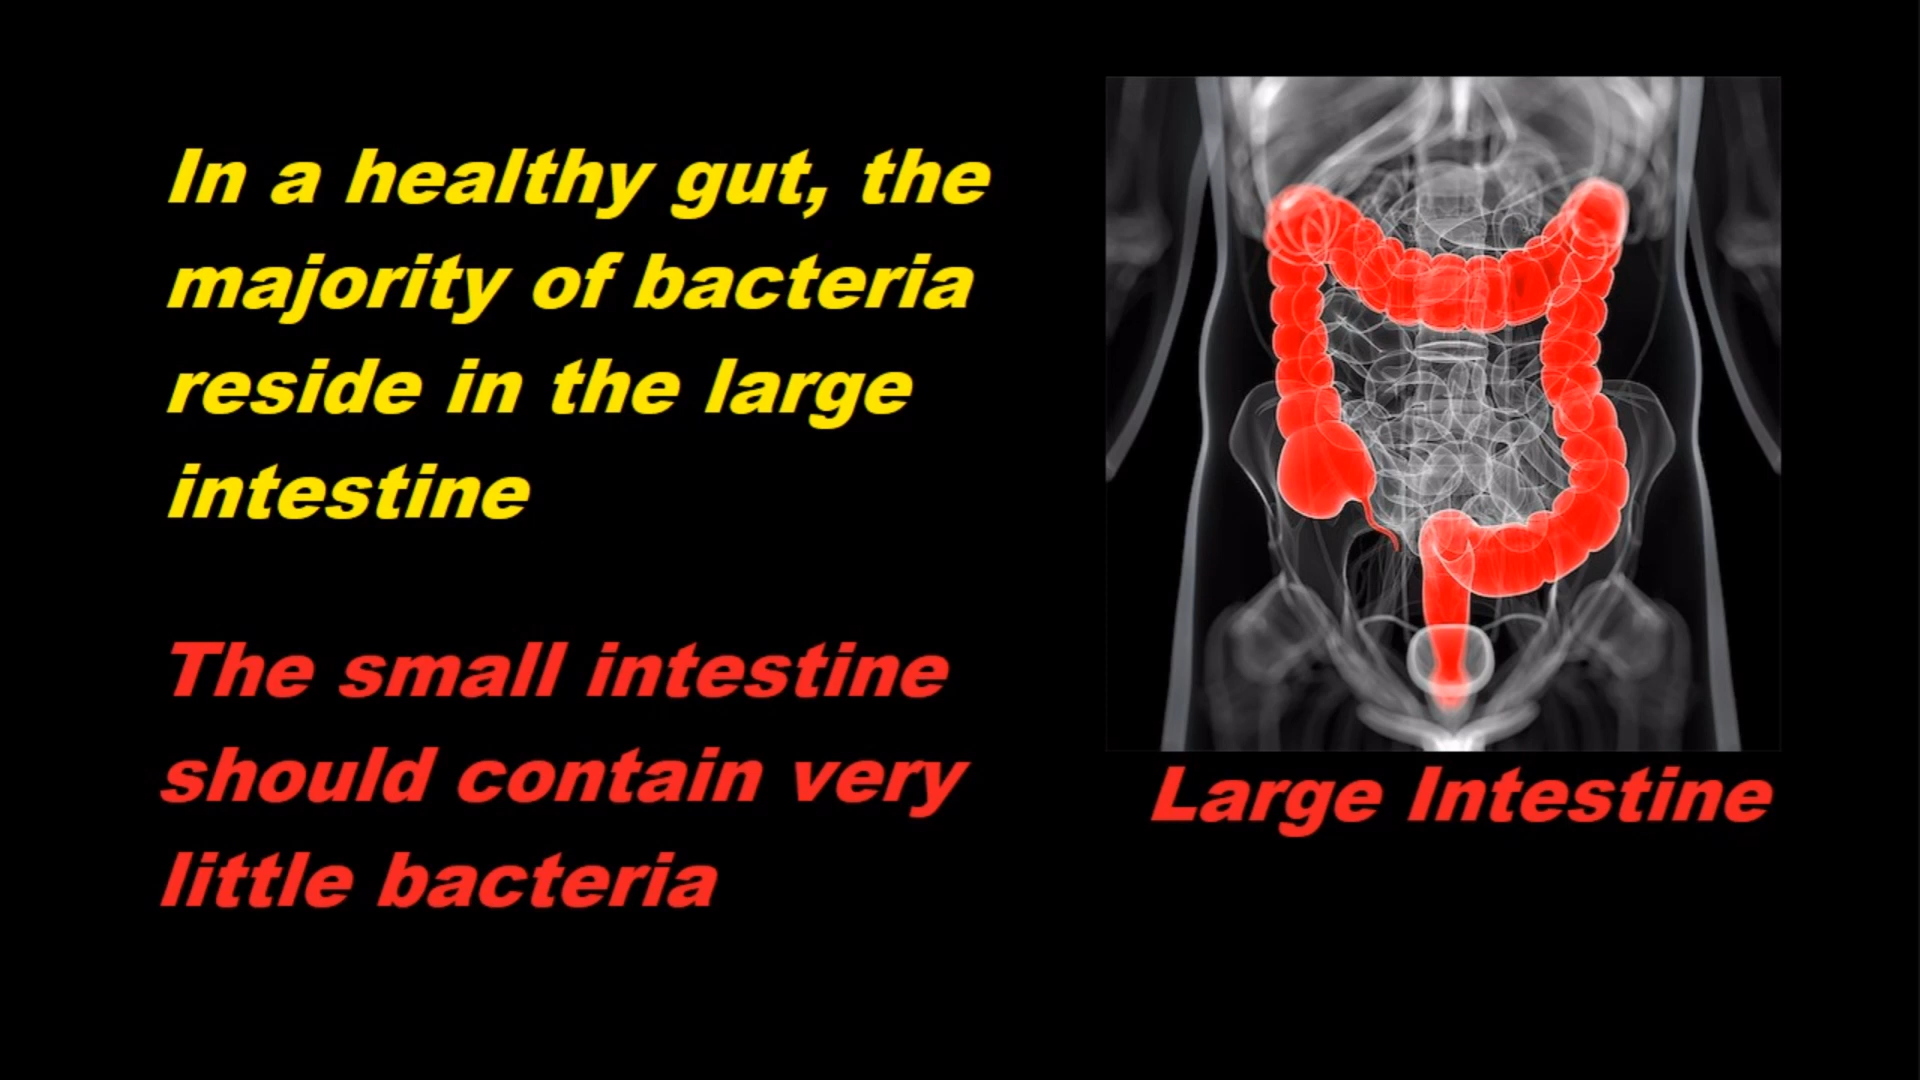 In a healthy gut, the
majority of bacteria
reside in the large
intestine
The small intestine
should contain very
little bacteria
Large Intestine